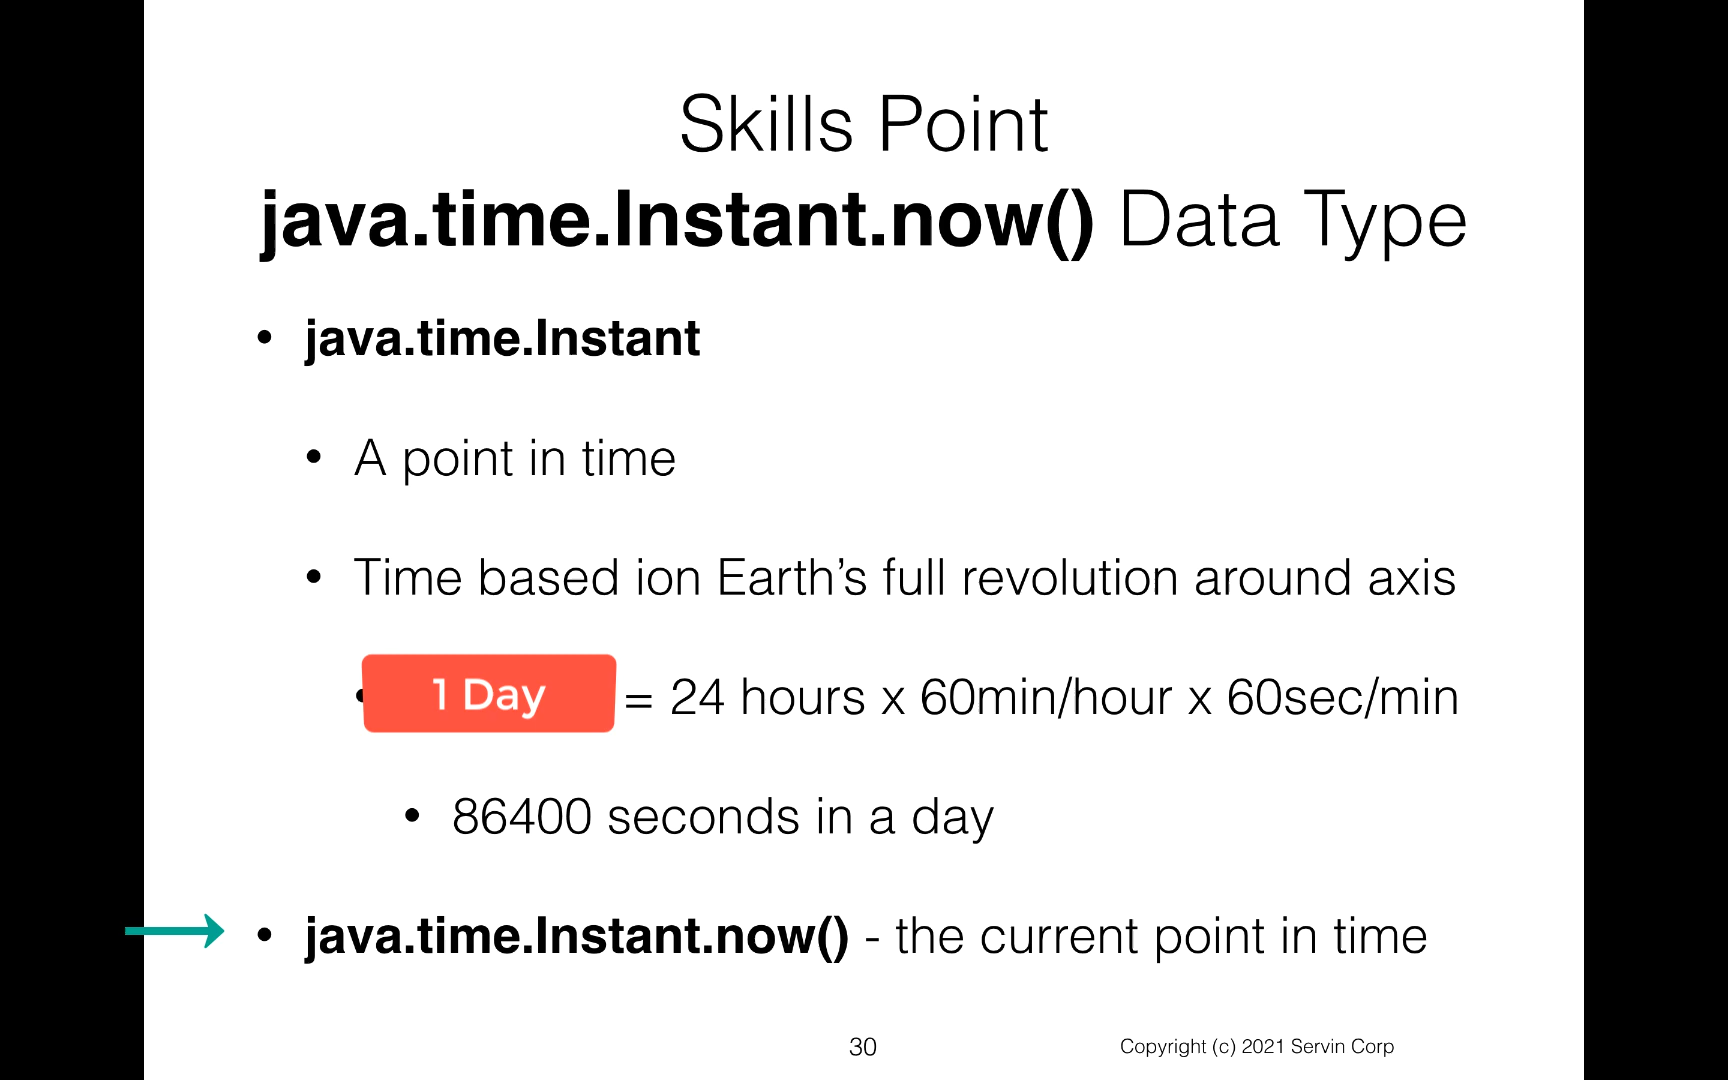 Skills Point
java.time.Instant.now() Data Type
• java.time.Instant
• A point in time
• Time based ion Earth's full revolution around axis
• 1 Day = 24 hours x 60min/hour x 60sec/min
• 86400 seconds in a day
• java.time.Instant.now() - the current point in time
30
Copyright (c) 2021 Servin Corp